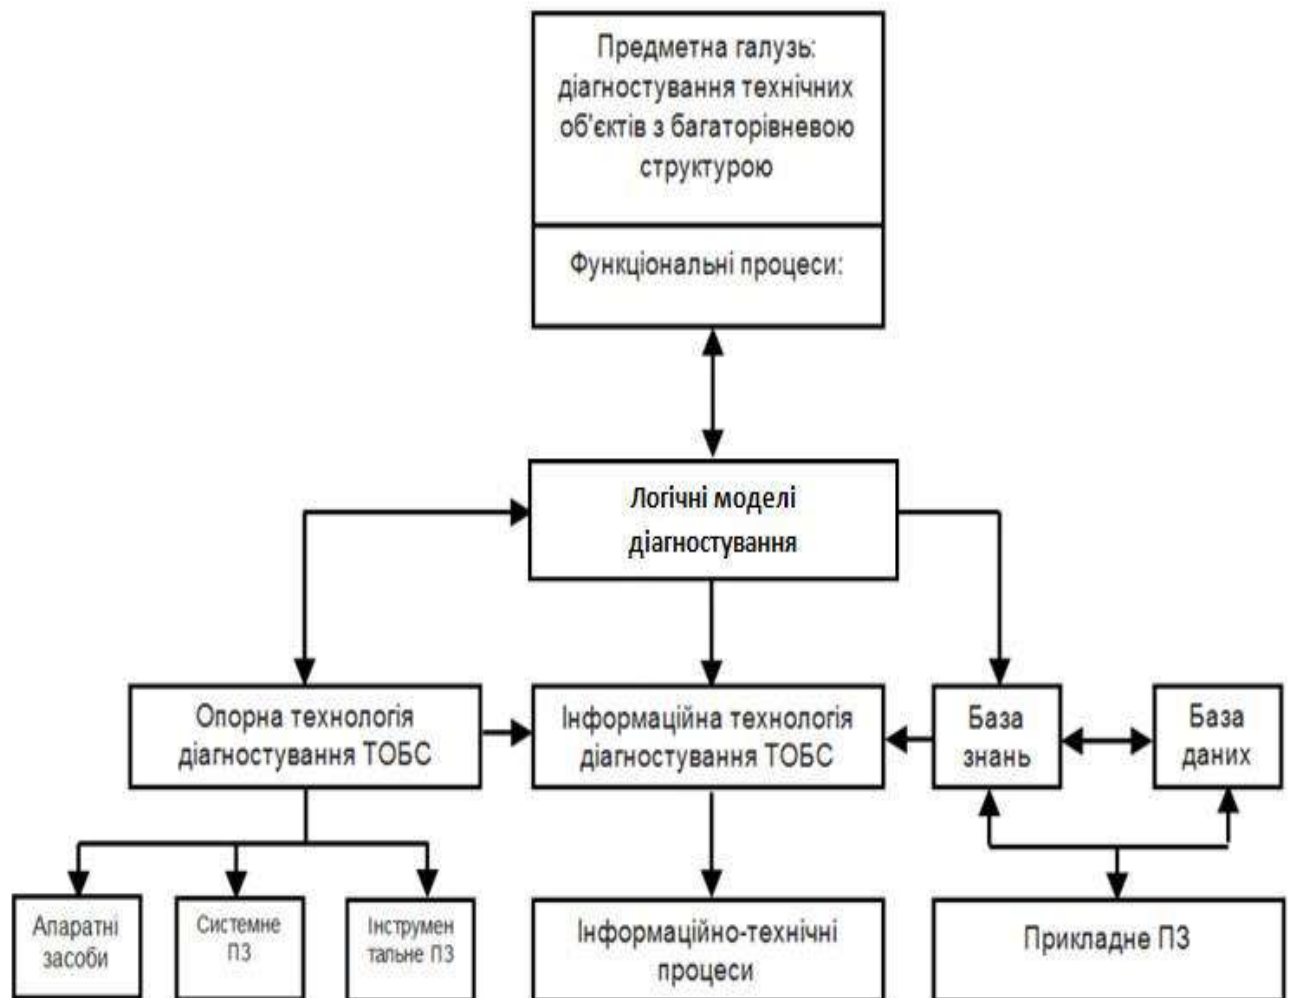 Предметна галузь:
діагностування технічних
об'єктів з багаторівневою
структурою
Функціональні процеси:
Логічні моделі
діагностування
Опорна технологія
діагностування ТОБС
Інформаційна технологія
діагностування ТОБС
База
знань
База
даних
Апаратні
засоби
Системне
ПЗ
Інструмен
тальне ПЗ
Інформаційно-технічні
процеси
Прикладне ПЗ